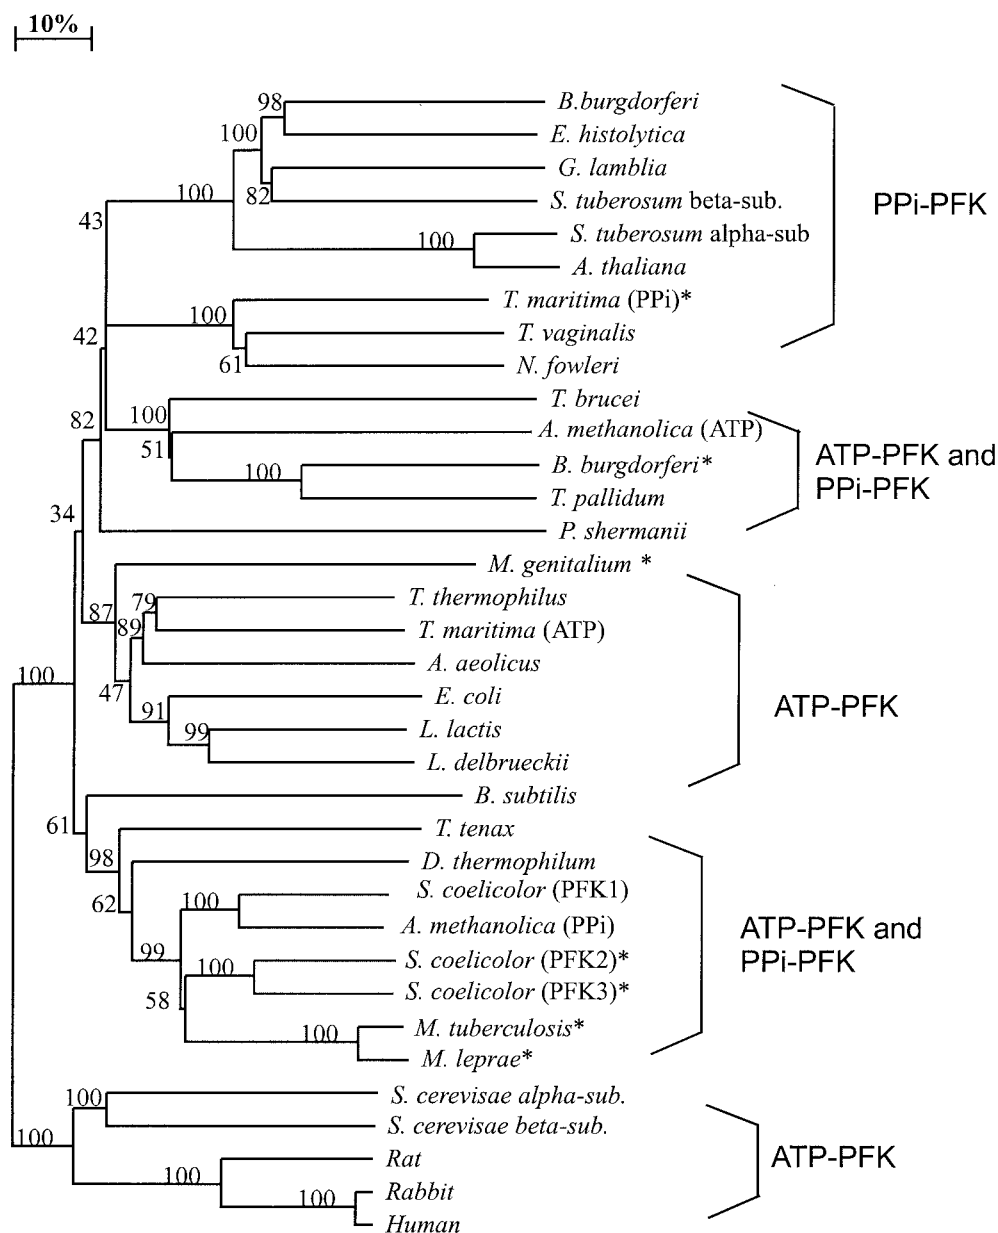 10%
98
B.burgdorferi
100
E. histolytica
G. lamblia
100
82
S. tuberosum beta-sub.
PPi-PFK
43
S. tuberosum alpha-sub
100
A. thaliana
T. maritima (PPi)*
100
42
T. vaginalis
61
N. fowleri
T. brucei
82
100
A. methanolica (ATP)
51
ATP-PFK and
PPi-PFK
B. burgdorferi*
100
T. pallidum
34
P. shermanii
M. genitalium *
79
T. thermophilus
87
89
T. maritima (ATP)
A. aeolicus
100
47
E. coli
91
ATP-PFK
99
L. lactis
L. delbrueckii
B. subtilis
61
T. tenax
98
D. thermophilum
62
S. coelicolor (PFK1)
100
A. methanolica (PPi)
ATP-PFK and
PPi-PFK
99
S. coelicolor (PFK2)*
100
58
S. coelicolor (PFK3)*
M. tuberculosis*
100
M. leprae*
100
S. cerevisae alpha-sub.
S. cerevisae beta-sub.
100
Rat
ATP-PFK
100
Rabbit
100
Human